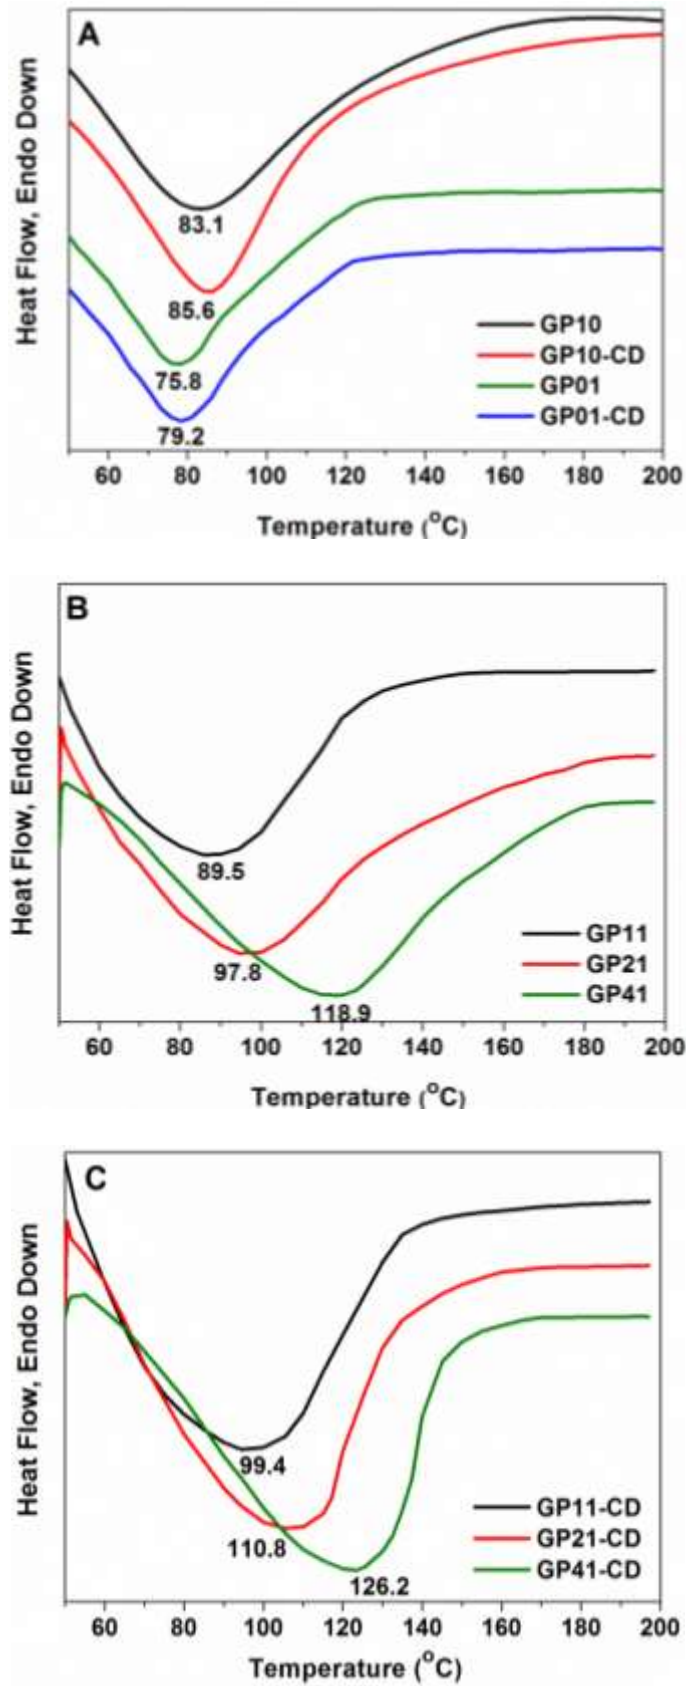 A
Heat Flow, Endo Down
83.1
85.6
75.8
79.2
GP10
GP10-CD
GP01
GP01-CD
60 80 100 120 140 160 180 200
Temperature (°C)
B
Heat Flow, Endo Down
89.5
97.8
118.9
GP11
GP21
GP41
60 80 100 120 140 160 180 200
Temperature (°C)
C
Heat Flow, Endo Down
99.4
110.8
126.2
GP11-CD
GP21-CD
GP41-CD
60 80 100 120 140 160 180 200
Temperature (°C)